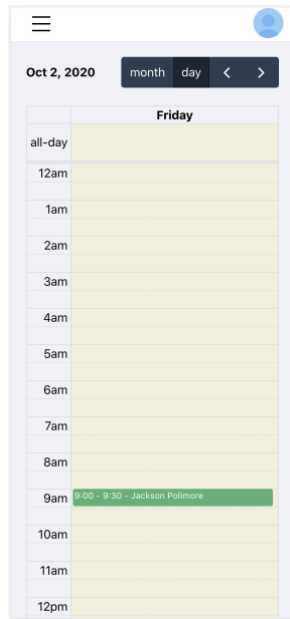 Oct 2, 2020 month day
Friday
all-day
12am
1am
2am
3am
4am
5am
6am
7am
8am
9am 9:00 - 9:30 - Jackson Polimore
10am
11am
12pm